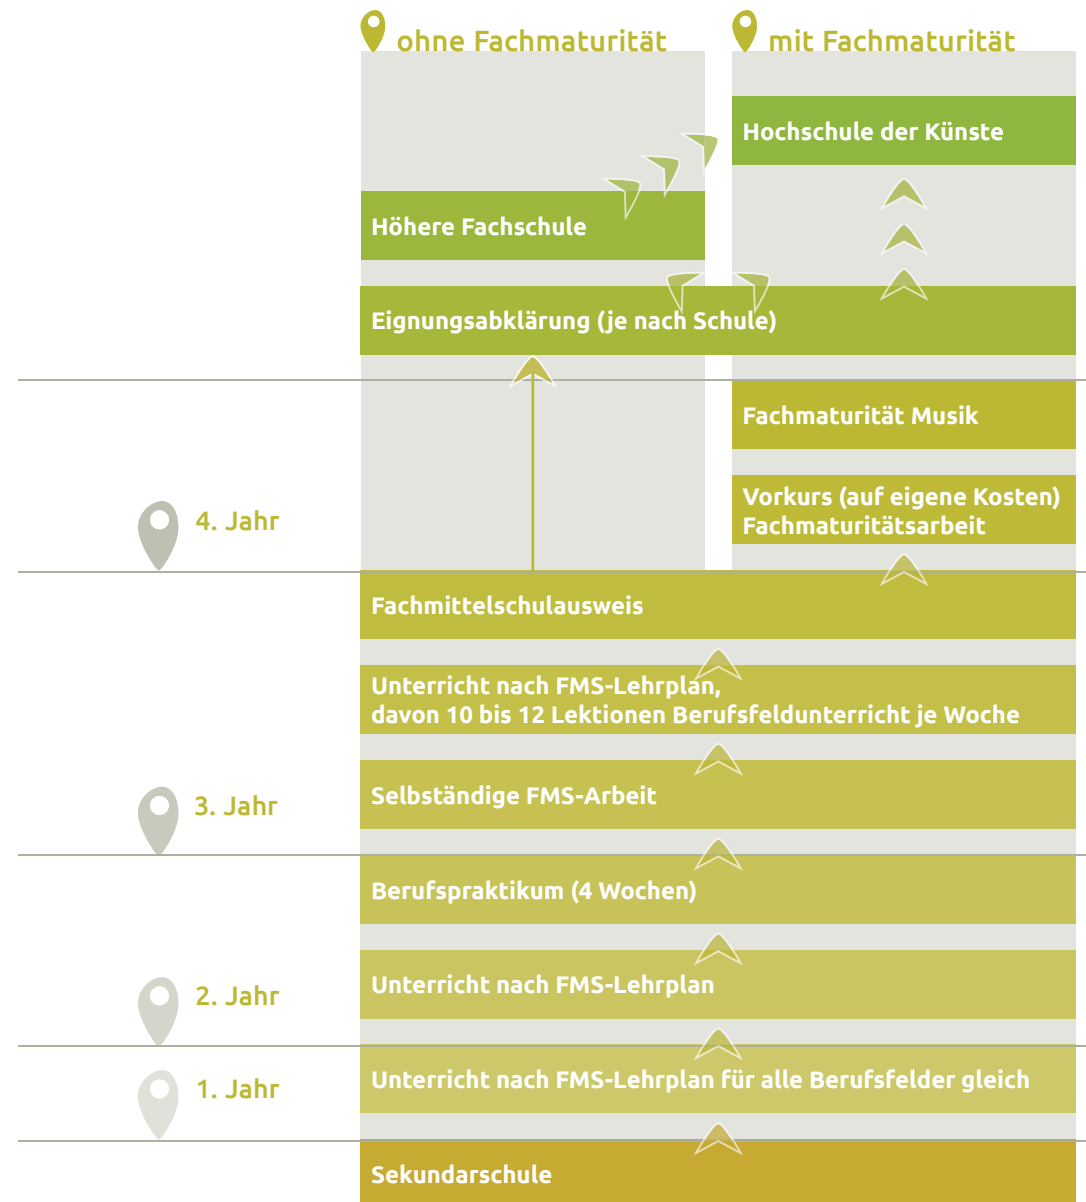 ohne Fachmaturität
mit Fachmaturität
Hochschule der Künste
Höhere Fachschule
Eignungsabklärung (je nach Schule)
Fachmaturität Musik
Vorkurs (auf eigene Kosten)
Fachmaturitätsarbeit
4. Jahr
Fachmittelschulausweis
Unterricht nach FMS-Lehrplan,
davon 10 bis 12 Lektionen Berufsfeldunterricht je Woche
Selbständige FMS-Arbeit
3. Jahr
Berufspraktikum (4 Wochen)
Unterricht nach FMS-Lehrplan
2. Jahr
Unterricht nach FMS-Lehrplan für alle Berufsfelder gleich
1. Jahr
Sekundarschule